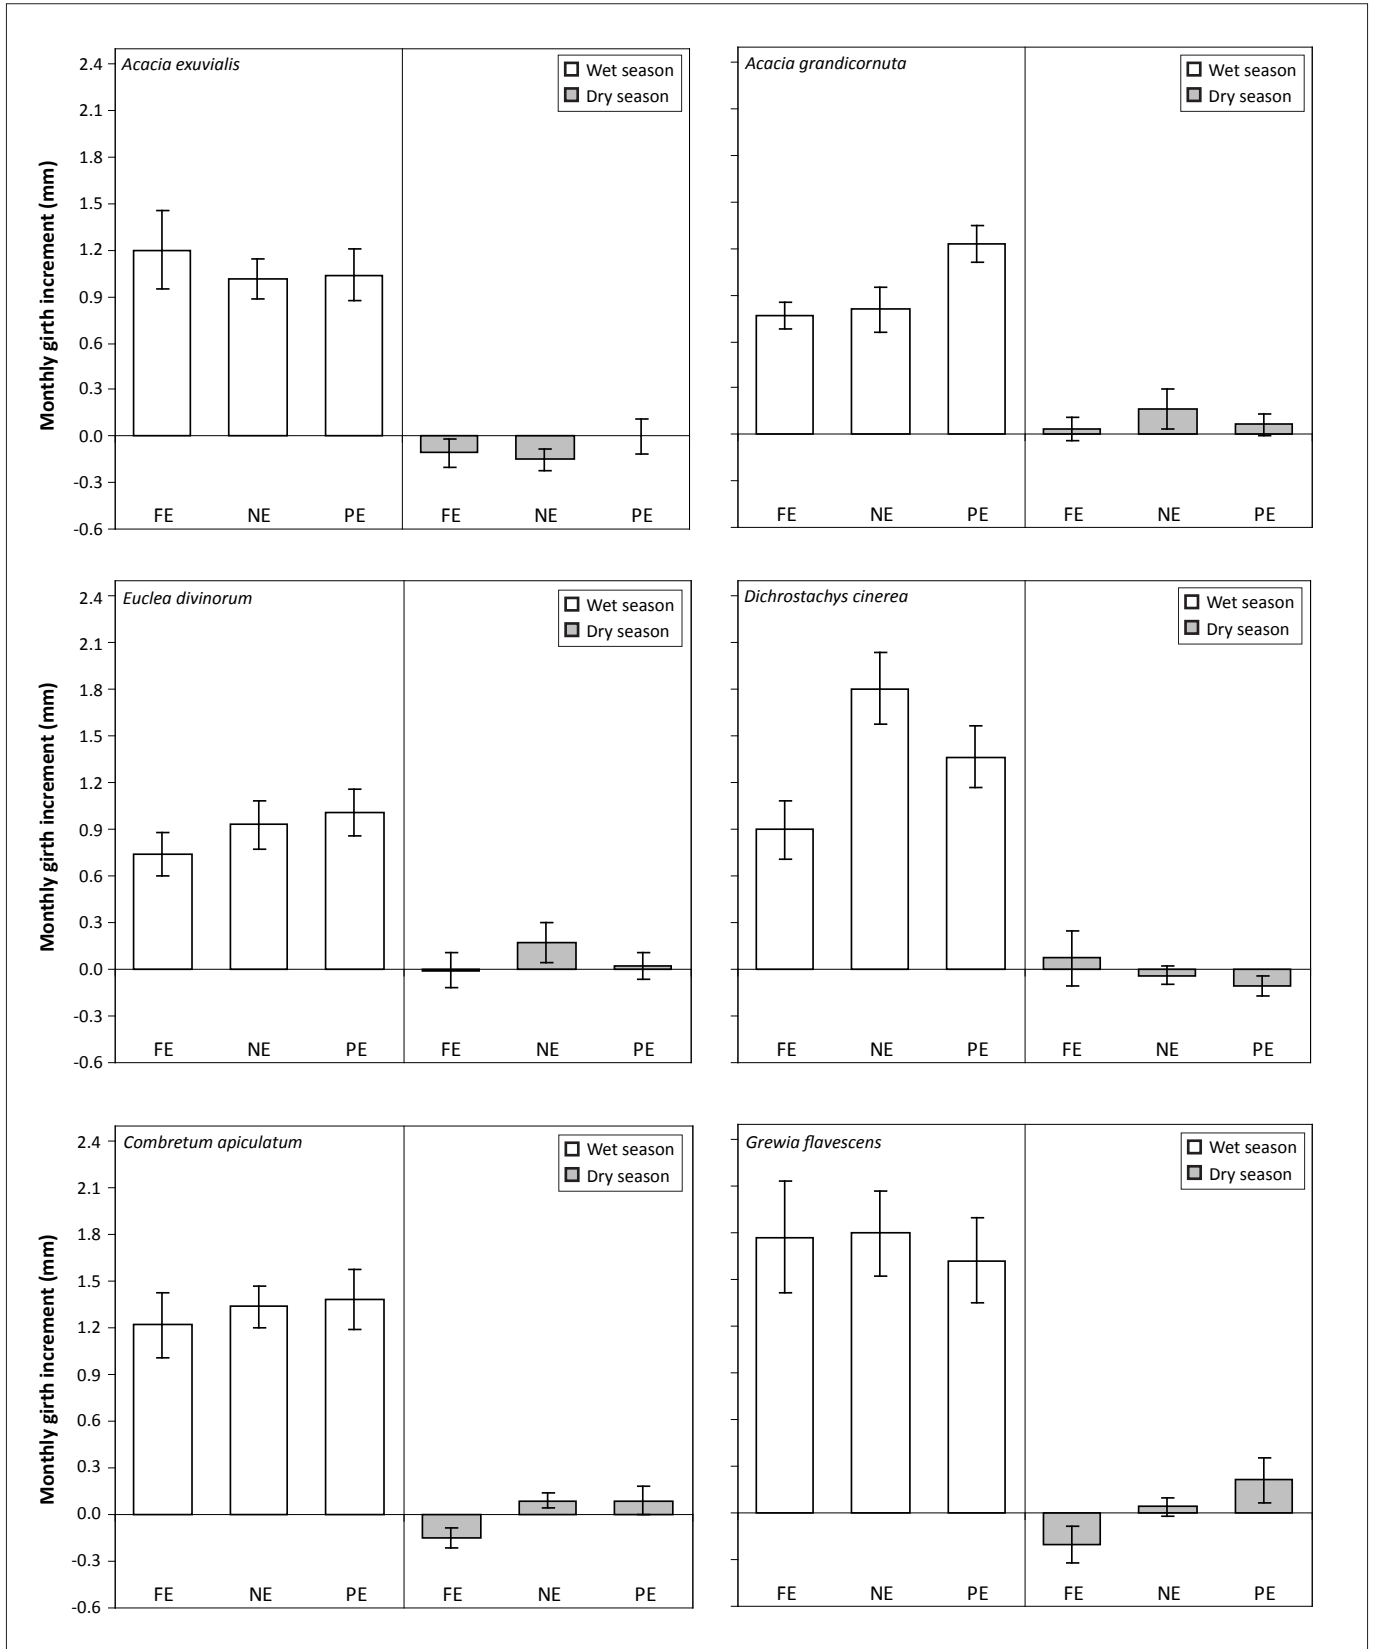 Acacia exuvialis
Wet season
Dry season
Monthly girth increment (mm)
2.4
2.1
1.8
1.5
1.2
0.9
0.6
0.3
0.0
-0.3
-0.6
FE NE PE FE NE PE
Acacia grandicornuta
Wet season
Dry season
FE NE PE FE NE PE
Euclea divinorum
Wet season
Dry season
Monthly girth increment (mm)
2.4
2.1
1.8
1.5
1.2
0.9
0.6
0.3
0.0
-0.3
-0.6
FE NE PE FE NE PE
Dichrostachys cinerea
Wet season
Dry season
FE NE PE FE NE PE
Combretum apiculatum
Wet season
Dry season
Monthly girth increment (mm)
2.4
2.1
1.8
1.5
1.2
0.9
0.6
0.3
0.0
-0.3
-0.6
FE NE PE FE NE PE
Grewia flavescens
Wet season
Dry season
FE NE PE FE NE PE